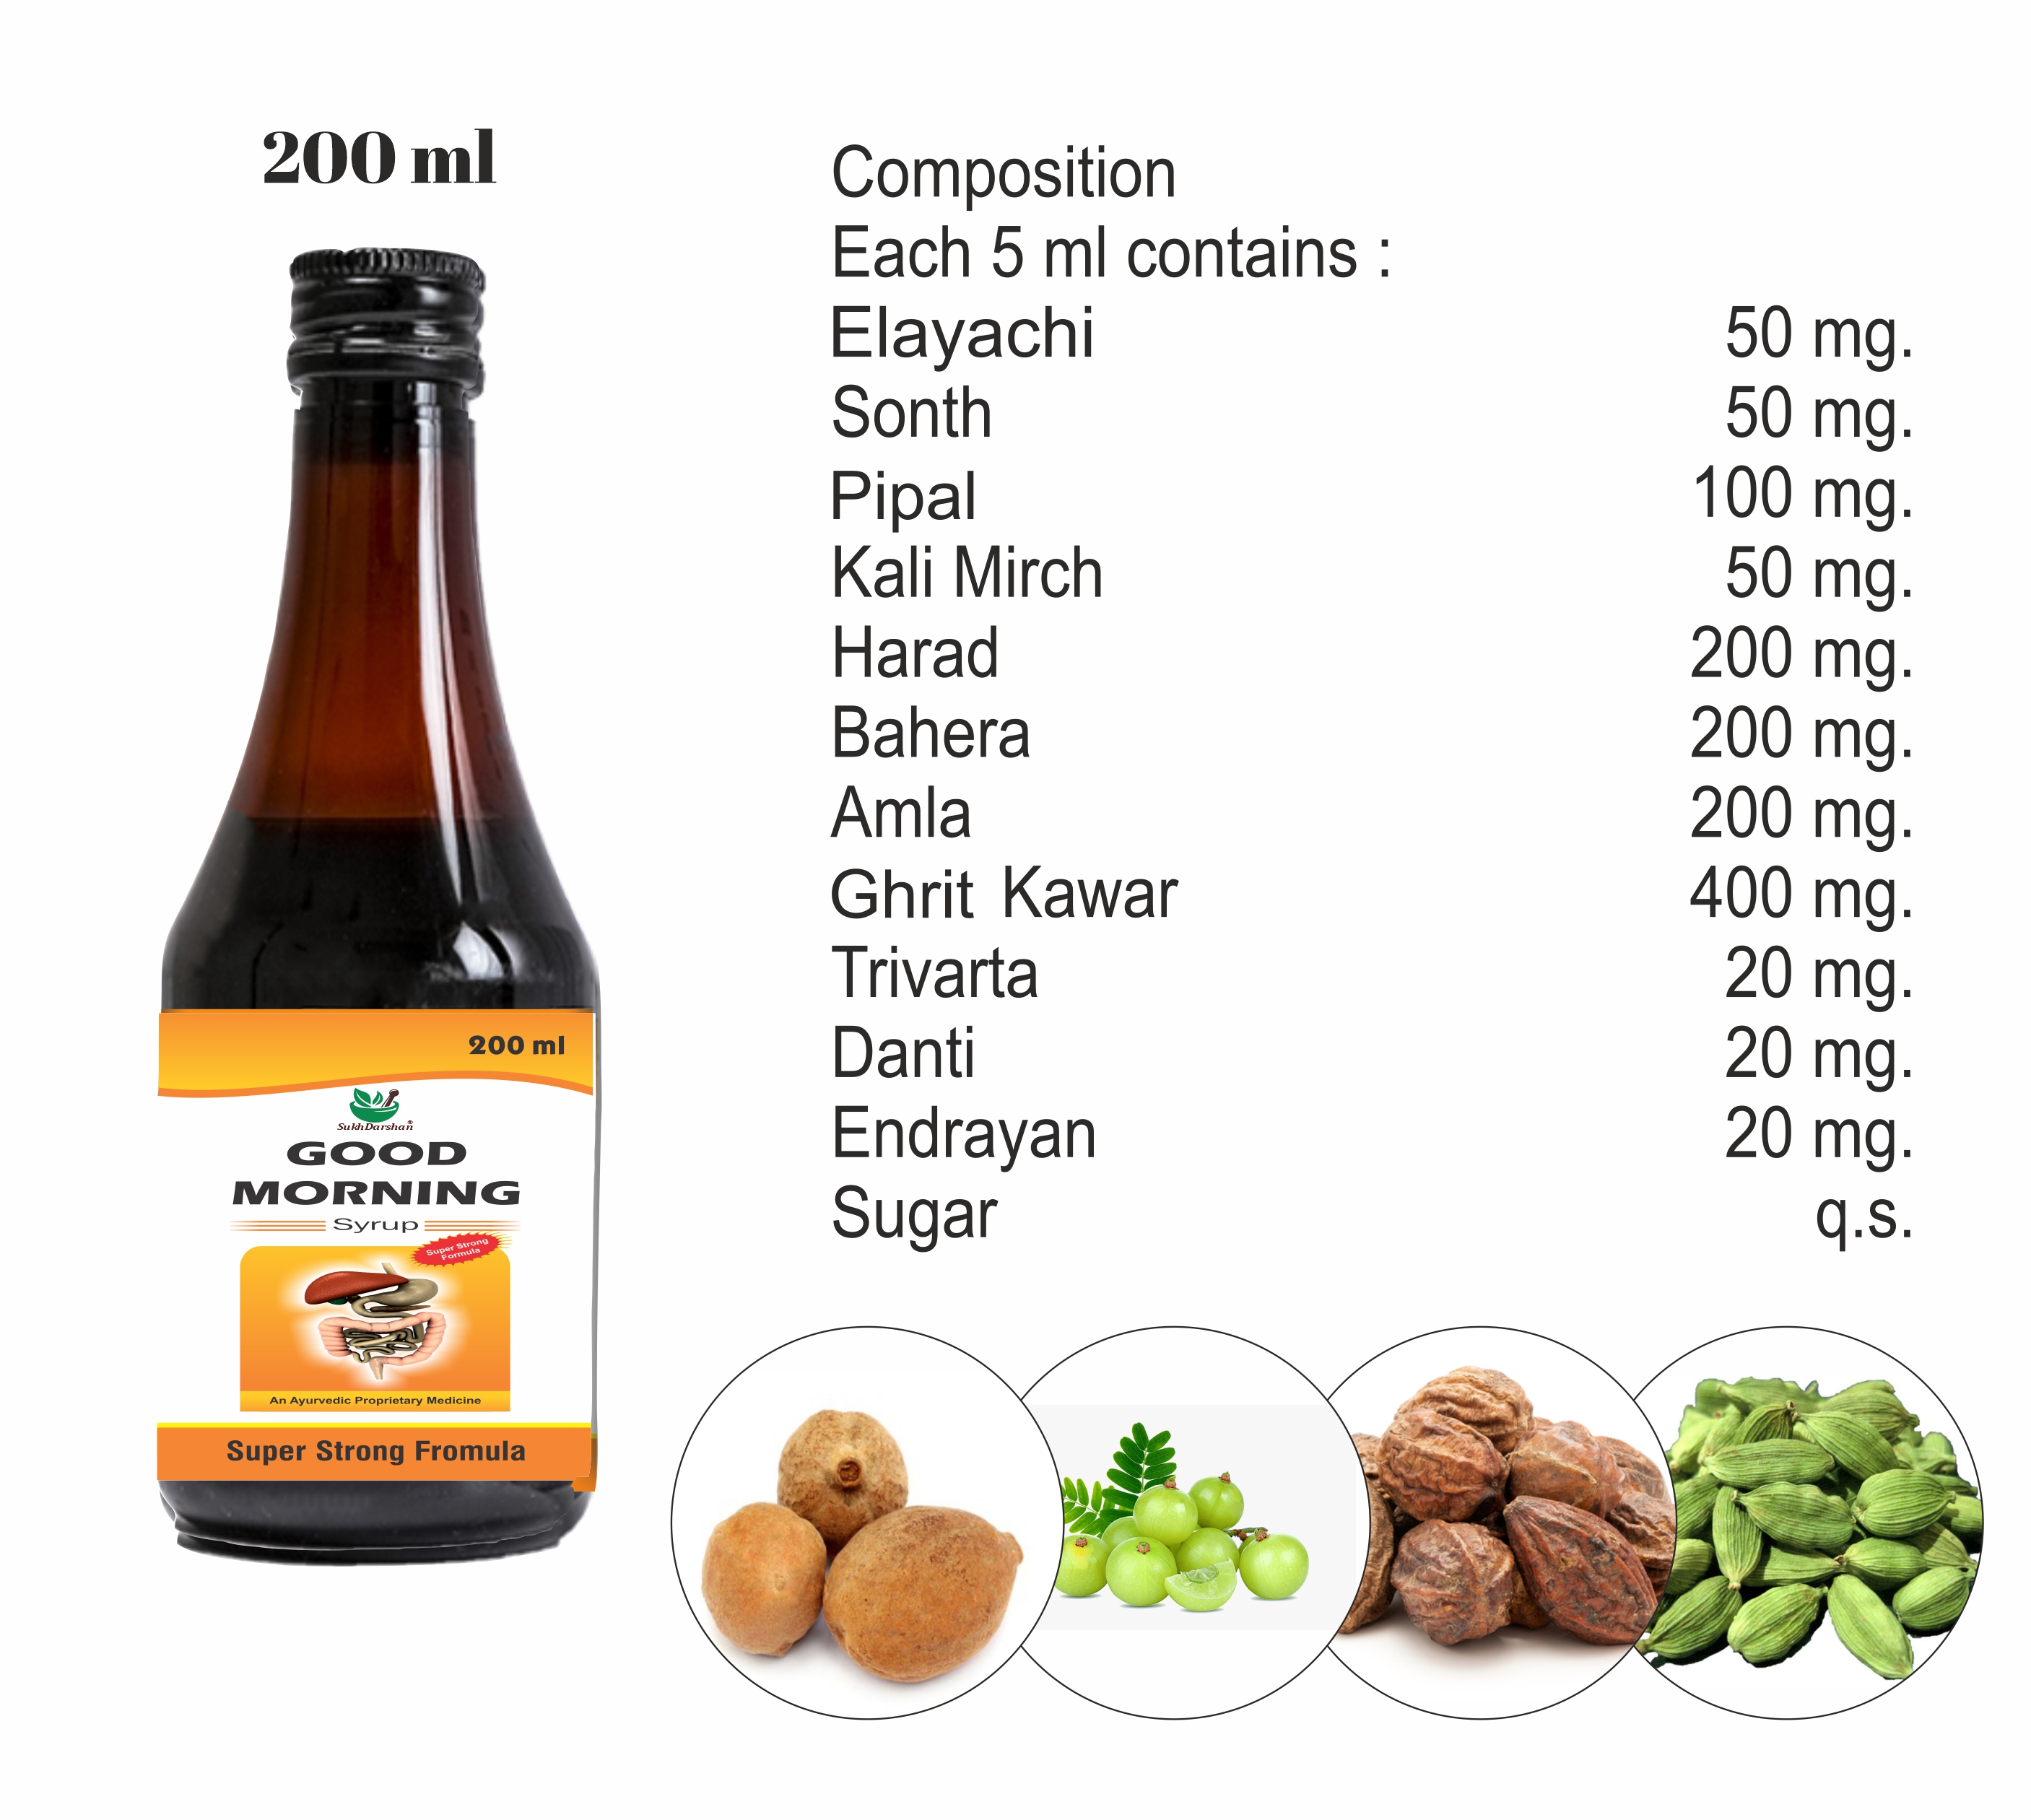 200 ml
200 ml
SukhDarshan®
GOOD
MORNING
Syrup
Super Strong
Formula
An Ayurvedic Proprietary Medicine
Super Strong Fromula
Composition
Each 5 ml contains :
Elayachi 50 mg.
Sonth 50 mg.
Pipal 100 mg.
Kali Mirch 50 mg.
Harad 200 mg.
Bahera 200 mg.
Amla 200 mg.
Ghrit Kawar 400 mg.
Trivarta 20 mg.
Danti 20 mg.
Endrayan 20 mg.
Sugar q.s.